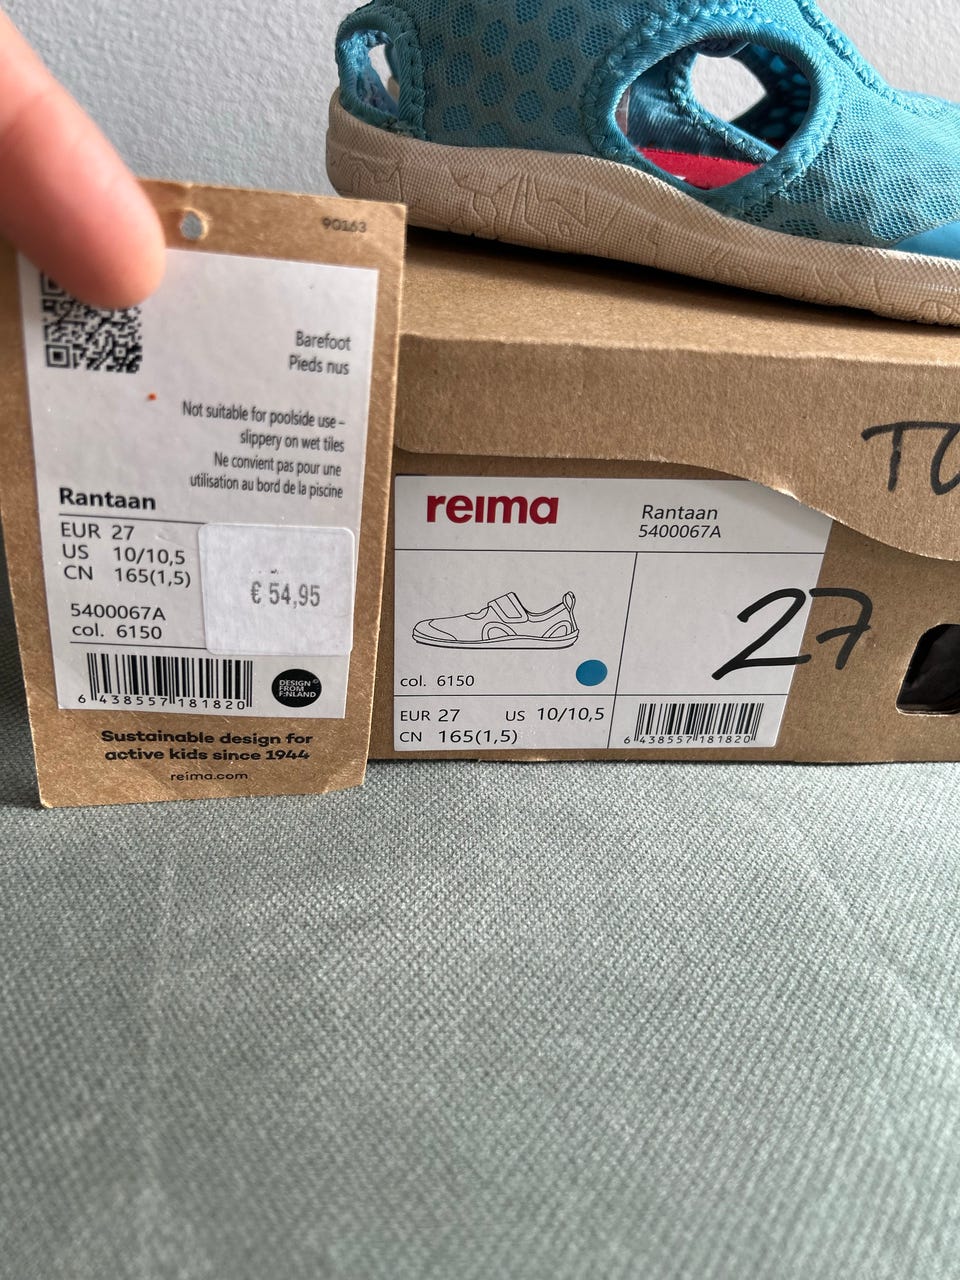 90163
Barefoot
Pieds nus
Not suitable for poolside use –
slippery on wet tiles
Ne convient pas pour une
utilisation au bord de la piscine
Rantaan
EUR 27
US 10/10,5
CN 165(1,5)
€ 54,95
5400067A
col. 6150
6 438557 181820
DESIGN
FROM
FINLAND
Sustainable design for
active kids since 1944
reima.com
reima
Rantaan
5400067A
col. 6150
27
EUR 27 US 10/10,5
CN 165(1,5)
6 438557 181820